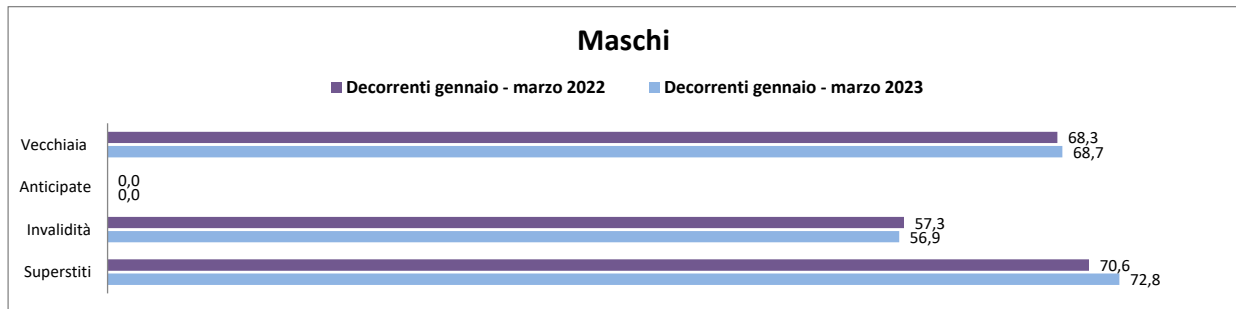 Maschi
Decorrenti gennaio - marzo 2022 Decorrenti gennaio - marzo 2023
Vecchiaia 68,3
68,7
Anticipate 0,0
0,0
Invalidità 57,3
56,9
Superstiti 70,6
72,8